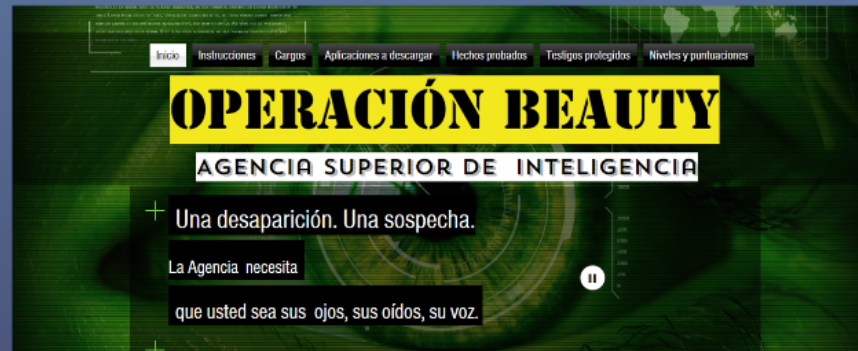 Inicio Instrucciones Cargos Aplicaciones a descargar Hechos probados Testigos protegidos Niveles y puntuaciones
OPERACIÓN BEAUTY
AGENCIA SUPERIOR DE INTELIGENCIA
Una desaparición. Una sospecha.
La Agencia necesita
que usted sea sus ojos, sus oídos, su voz.